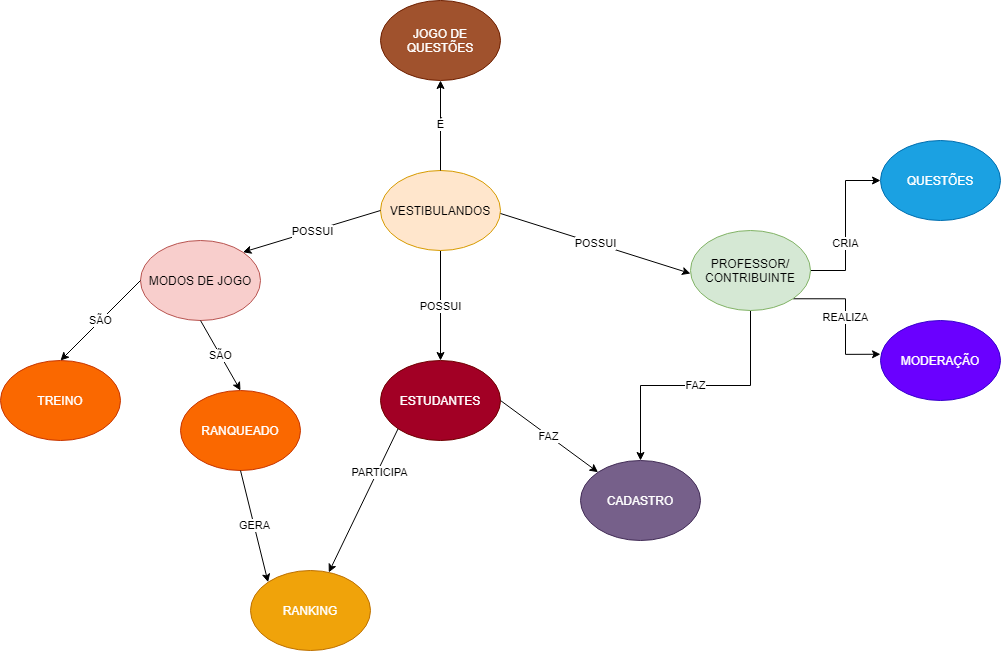 JOGO DE
QUESTÕES
É
VESTIBULANDOS
POSSUI
POSSUI
POSSUI
QUESTÕES
CRIA
PROFESSOR/
CONTRIBUINTE
MODOS DE JOGO
REALIZA
SÃO
SÃO
MODERAÇÃO
FAZ
TREINO
ESTUDANTES
RANQUEADO
FAZ
PARTICIPA
CADASTRO
GERA
RANKING